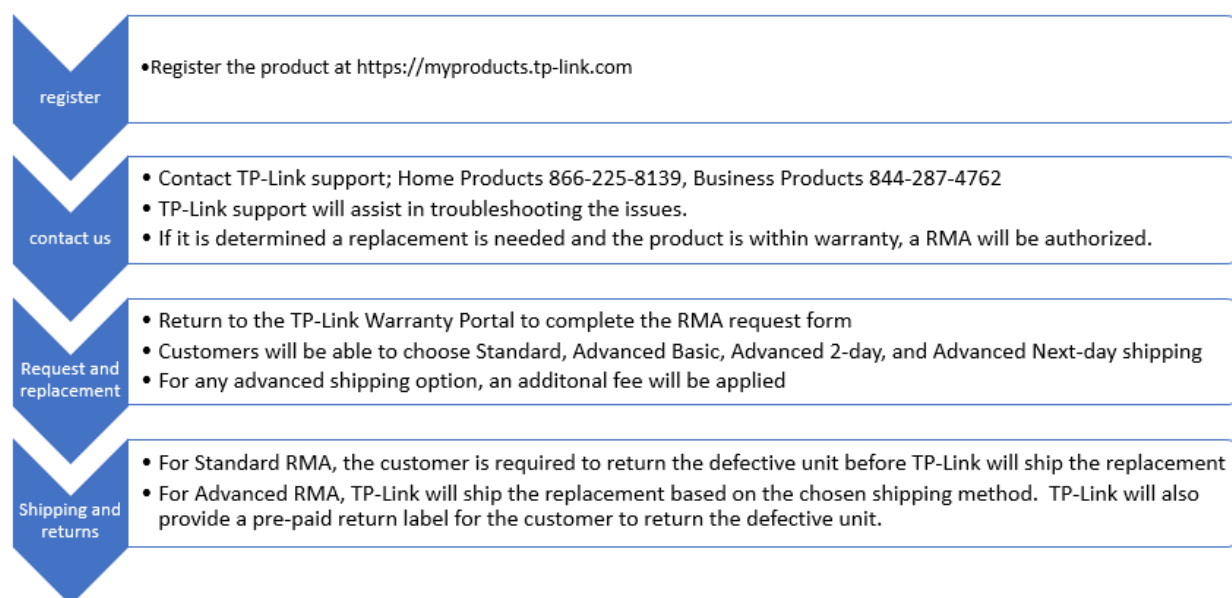 register
•Register the product at https://myproducts.tp-link.com
contact us
• Contact TP-Link support; Home Products 866-225-8139, Business Products 844-287-4762
• TP-Link support will assist in troubleshooting the issues.
• If it is determined a replacement is needed and the product is within warranty, a RMA will be authorized.
Request and
replacement
• Return to the TP-Link Warranty Portal to complete the RMA request form
• Customers will be able to choose Standard, Advanced Basic, Advanced 2-day, and Advanced Next-day shipping
• For any advanced shipping option, an additonal fee will be applied
Shipping and
returns
• For Standard RMA, the customer is required to return the defective unit before TP-Link will ship the replacement
• For Advanced RMA, TP-Link will ship the replacement based on the chosen shipping method.  TP-Link will also
provide a pre-paid return label for the customer to return the defective unit.